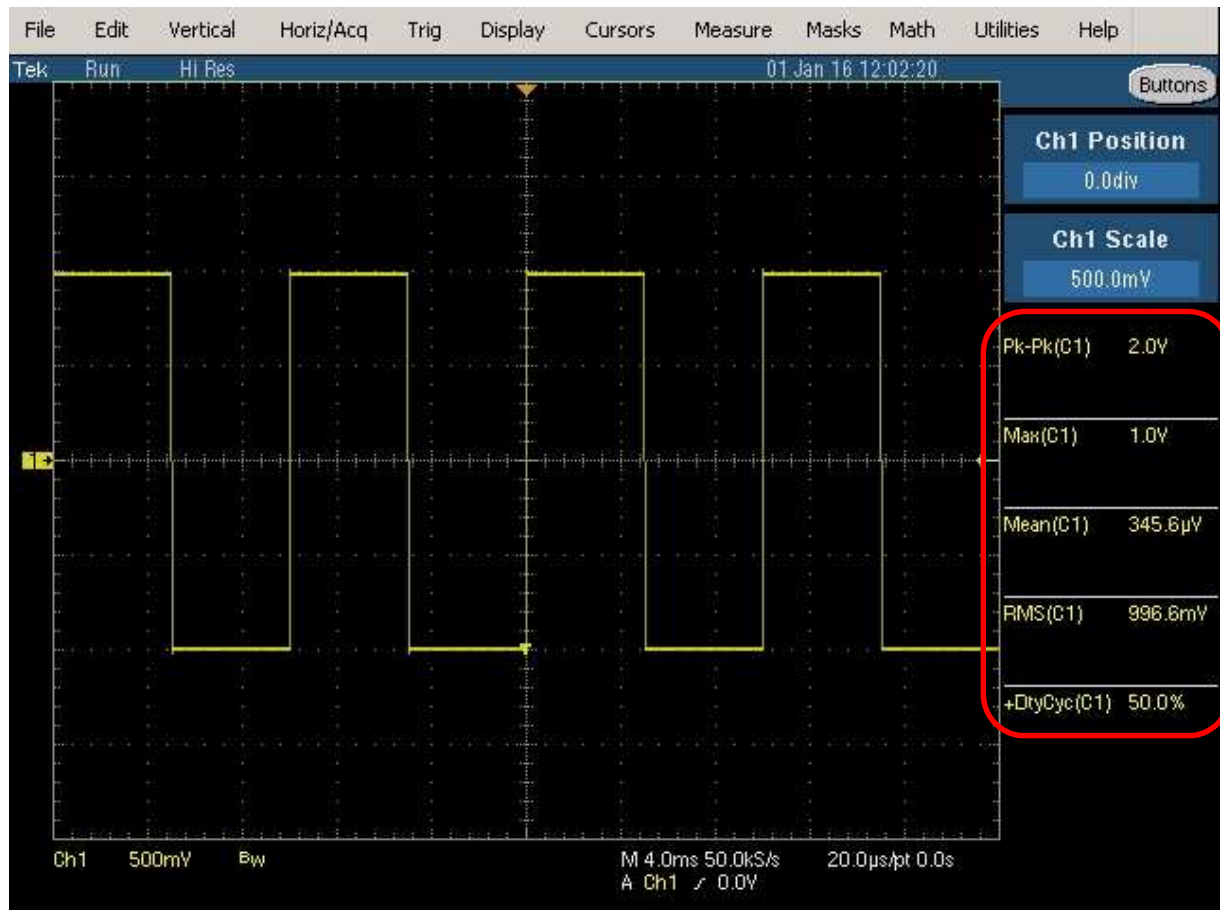 File Edit Vertical Horiz/Acq Trig Display Cursors Measure Masks Math Utilities Help
Tek Run Hi Res 01 Jan 16 12:02:20
Buttons
Ch1 Position
0.0div
Ch1 Scale
500.0mV
Pk-Pk(C1) 2.0V
Max(C1) 1.0V
1
Mean(C1) 345.6µV
RMS(C1) 996.6mV
+DtyCyc(C1) 50.0%
Ch1 500mV Bw M 4.0ms 50.0kS/s 20.0µs/pt 0.0s
A Ch1 / 0.0V